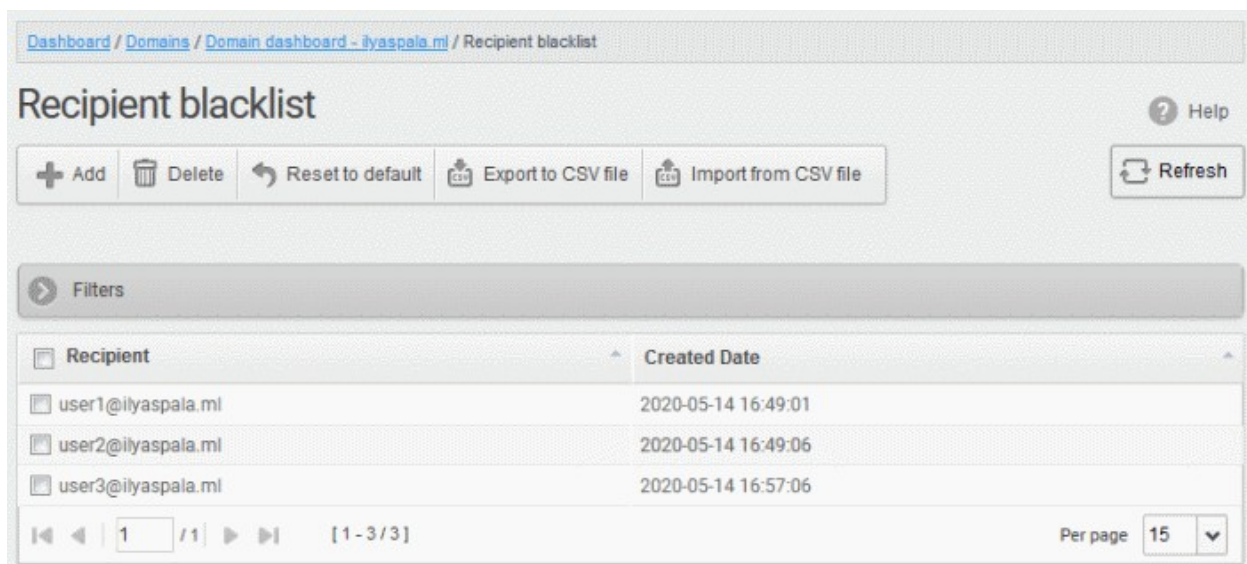 Dashboard / Domains / Domain dashboard - ilyaspala.ml / Recipient blacklist
Recipient blacklist
Help
Add Delete Reset to default CSV Export to CSV file CSV Import from CSV file Refresh
Filters
Recipient Created Date
user1@ilyaspala.ml 2020-05-14 16:49:01
user2@ilyaspala.ml 2020-05-14 16:49:06
user3@ilyaspala.ml 2020-05-14 16:57:06
1 / 1 [ 1 - 3 / 3 ] Per page 15